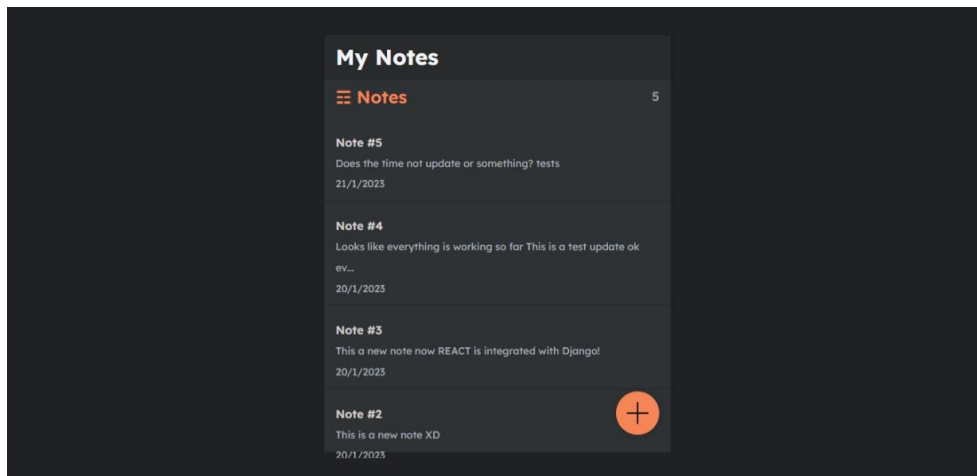 My Notes
Notes 5
Note #5
Does the time not update or something? tests
21/1/2023
Note #4
Looks like everything is working so far This is a test update ok
ev...
20/1/2023
Note #3
This a new note now REACT is integrated with Django!
20/1/2023
Note #2
This is a new note XD
20/1/2023